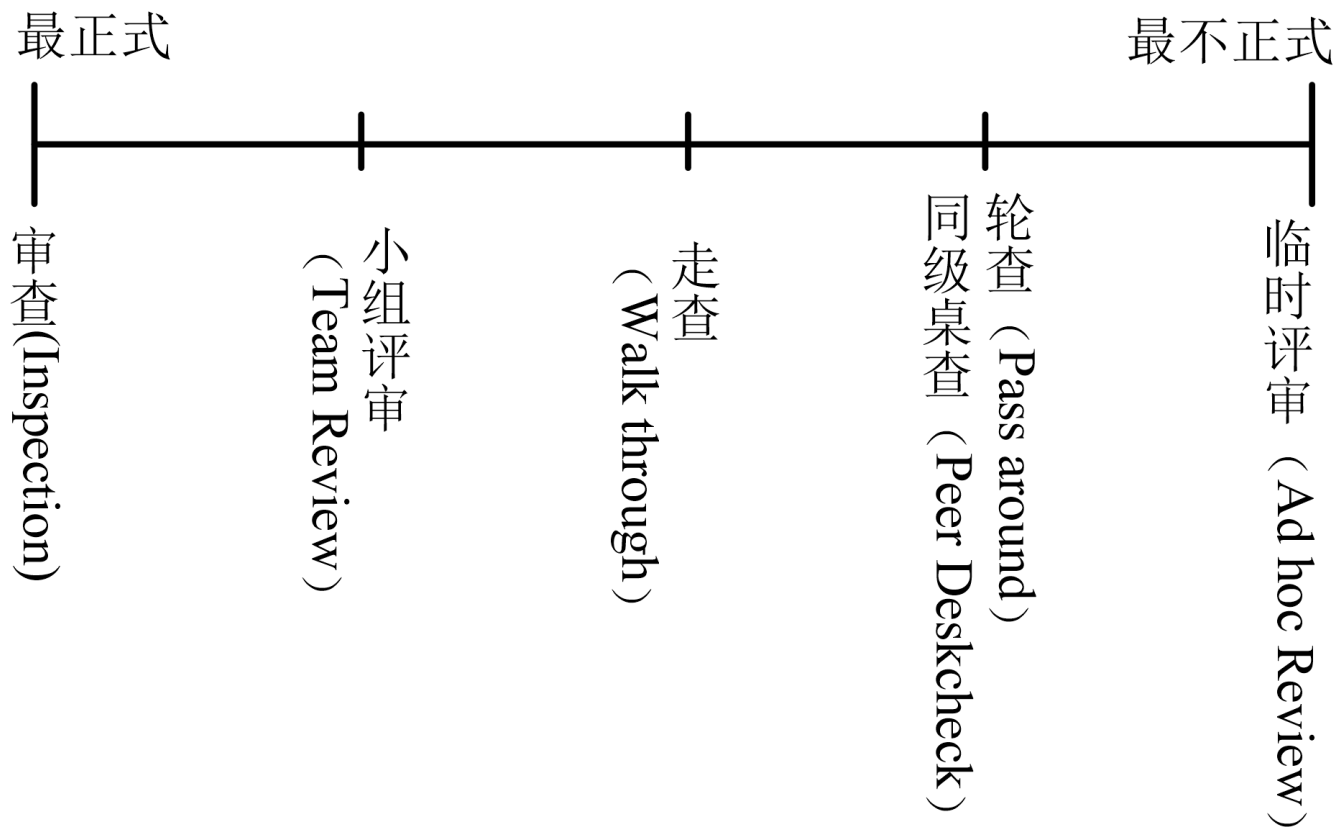 最正式
最不正式
审查(Inspection)
小组评审
（Team Review）
走查
（Walk through）
轮查（Pass around）
同级桌查（Peer Deskcheck）
临时评审（Ad hoc Review）